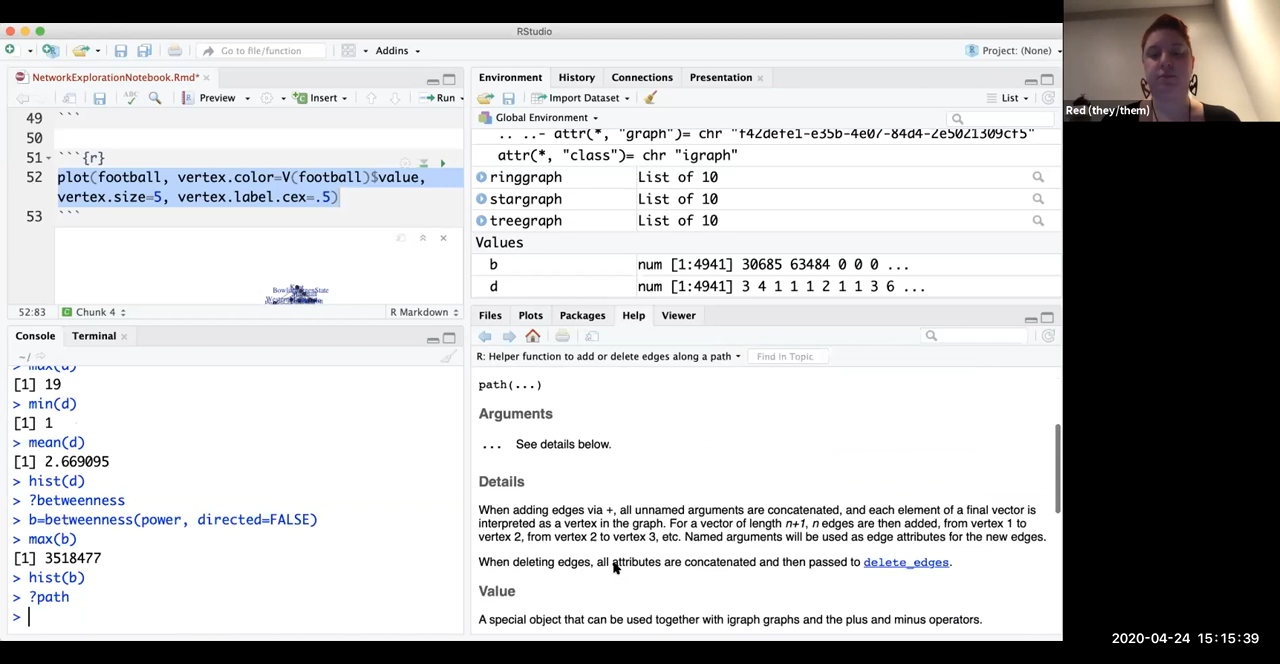 RStudio
Go to file/function
Addins
Project: (None)
NetworkExplorationNotebook.Rmd*
ABC
Preview
Insert
Run
49 ```
50
51 ```{r}
52 plot(football, vertex.color=V(football)$value,
vertex.size=5, vertex.label.cex=.5)
53 ```
52:83
Chunk 4
R Markdown
Console
Terminal
~/
> max(d)
[1] 19
> min(d)
[1] 1
> mean(d)
[1] 2.669095
> hist(d)
> ?betweenness
> b=betweenness(power, directed=FALSE)
> max(b)
[1] 3518477
> hist(b)
> ?path
>
Environment
History
Connections
Presentation
Import Dataset
List
Global Environment
.. ..- attr(*, "graph")= chr "f42defe1-e35b-4e07-84d4-2e5021309cf5"
attr(*, "class")= chr "igraph"
ringgraph List of 10
stargraph List of 10
treegraph List of 10
Values
b num [1:4941] 30685 63484 0 0 0 ...
d num [1:4941] 3 4 1 1 1 2 1 1 3 6 ...
Files
Plots
Packages
Help
Viewer
R: Helper function to add or delete edges along a path
Find in Topic
path(...)
Arguments
... See details below.
Details
When adding edges via +, all unnamed arguments are concatenated, and each element of a final vector is
interpreted as a vertex in the graph. For a vector of length n+1, n edges are then added, from vertex 1 to
vertex 2, from vertex 2 to vertex 3, etc. Named arguments will be used as edge attributes for the new edges.
When deleting edges, all attributes are concatenated and then passed to delete_edges.
Value
A special object that can be used together with igraph graphs and the plus and minus operators.
Red (they/them)
2020-04-24 15:15:39